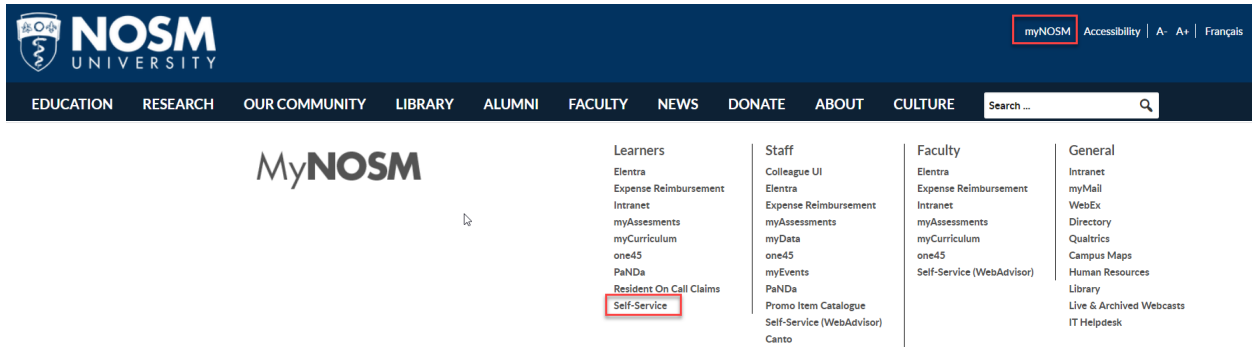 NOSM
UNIVERSITY
myNOSM Accessibility | A- A+ | Français
EDUCATION RESEARCH OUR COMMUNITY LIBRARY ALUMNI FACULTY NEWS DONATE ABOUT CULTURE Search ...
MyNOSM
Learners
Elentra
Expense Reimbursement
Intranet
myAssesments
myCurriculum
one45
PaNDa
Resident On Call Claims
Self-Service
Staff
Colleague UI
Elentra
Expense Reimbursement
Intranet
myAssessments
myData
one45
myEvents
PaNDa
Promo Item Catalogue
Self-Service (WebAdvisor)
Canto
Faculty
Elentra
Expense Reimbursement
Intranet
myAssessments
myCurriculum
one45
Self-Service (WebAdvisor)
General
Intranet
myMail
WebEx
Directory
Qualtrics
Campus Maps
Human Resources
Library
Live & Archived Webcasts
IT Helpdesk